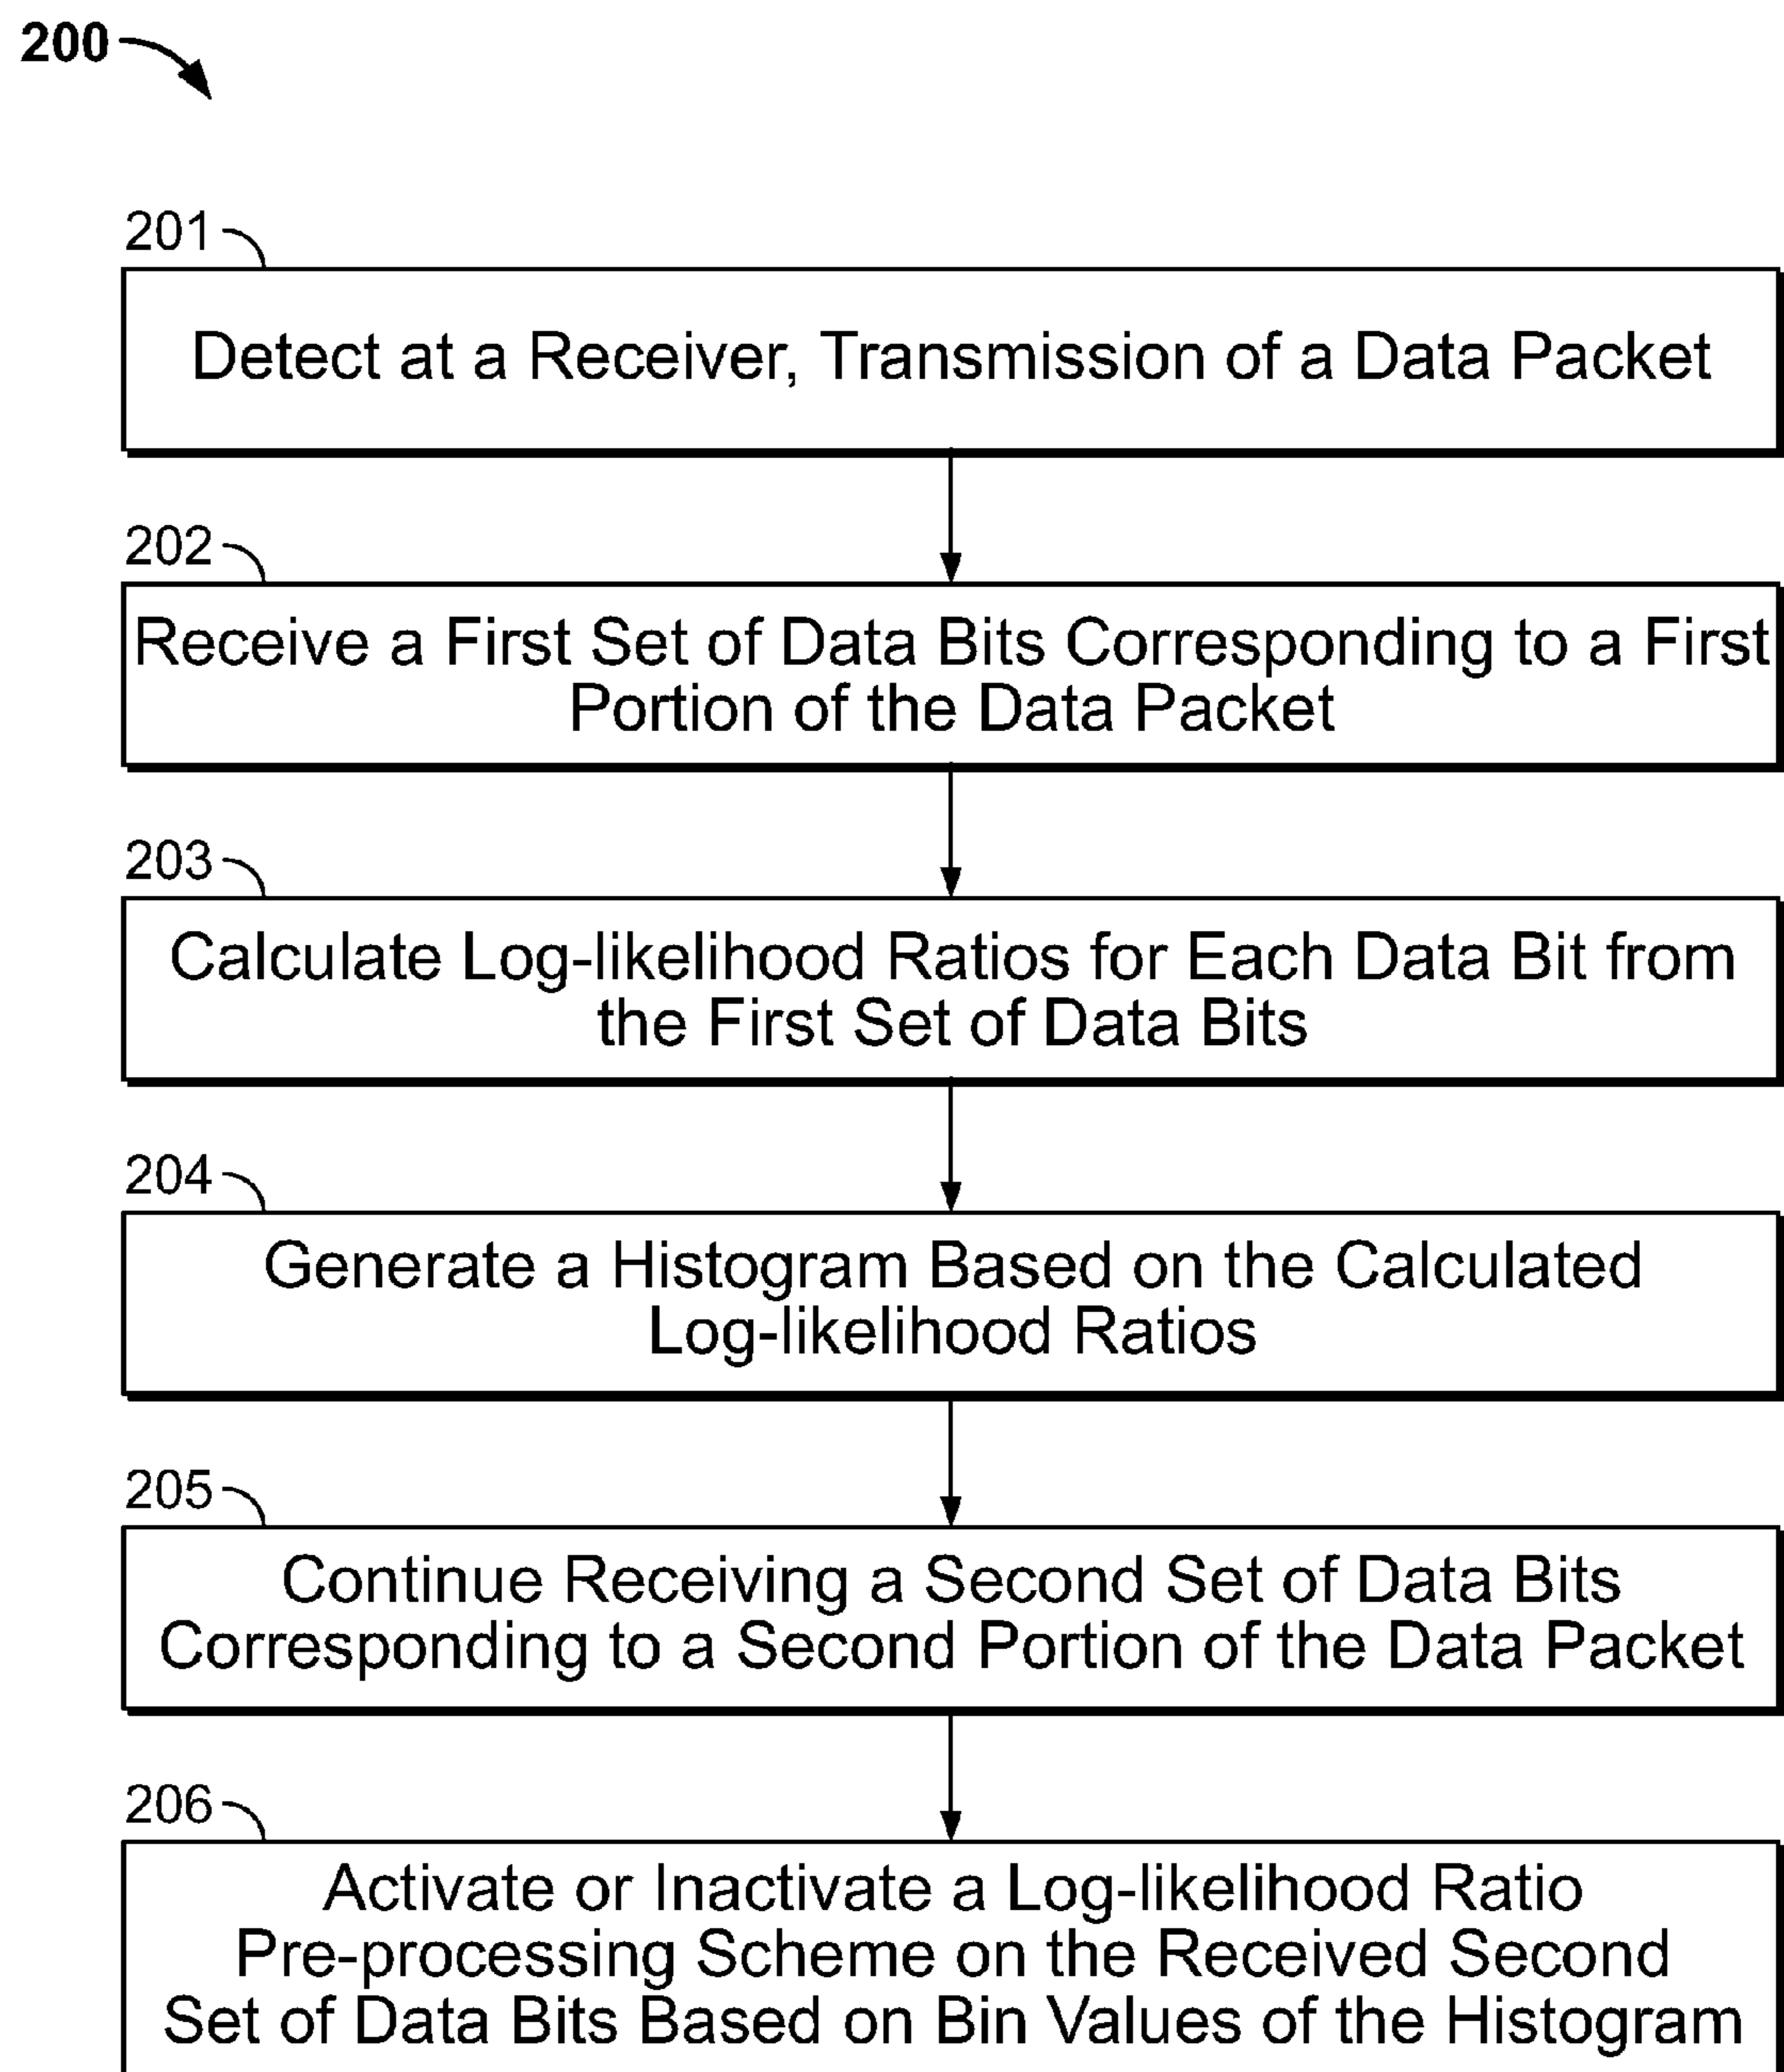 200
201
Detect at a Receiver, Transmission of a Data Packet
202
Receive a First Set of Data Bits Corresponding to a First
Portion of the Data Packet
203
Calculate Log-likelihood Ratios for Each Data Bit from
the First Set of Data Bits
204
Generate a Histogram Based on the Calculated
Log-likelihood Ratios
205
Continue Receiving a Second Set of Data Bits
Corresponding to a Second Portion of the Data Packet
206
Activate or Inactivate a Log-likelihood Ratio
Pre-processing Scheme on the Received Second
Set of Data Bits Based on Bin Values of the Histogram